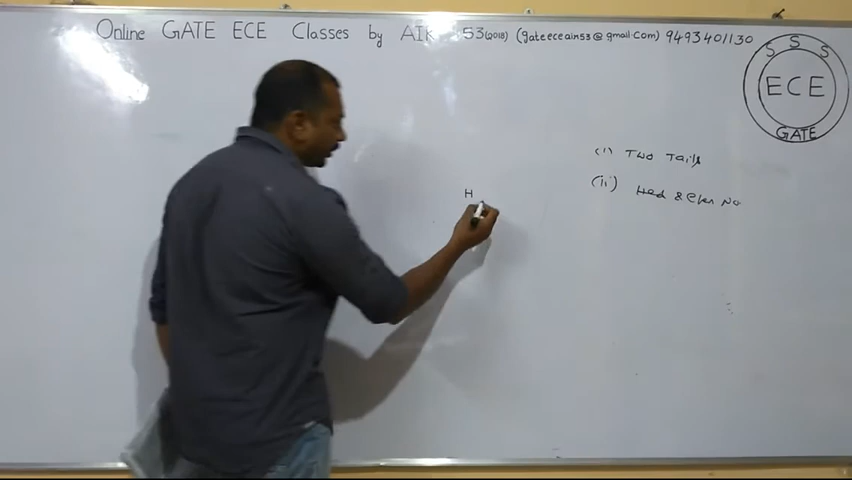 Online GATE ECE Classes by AIR 53(2018) (gateeceair53@gmail.com) 9493401130
S S S
ECE
GATE
(i) Two Tails
(ii) Head & Even No
H